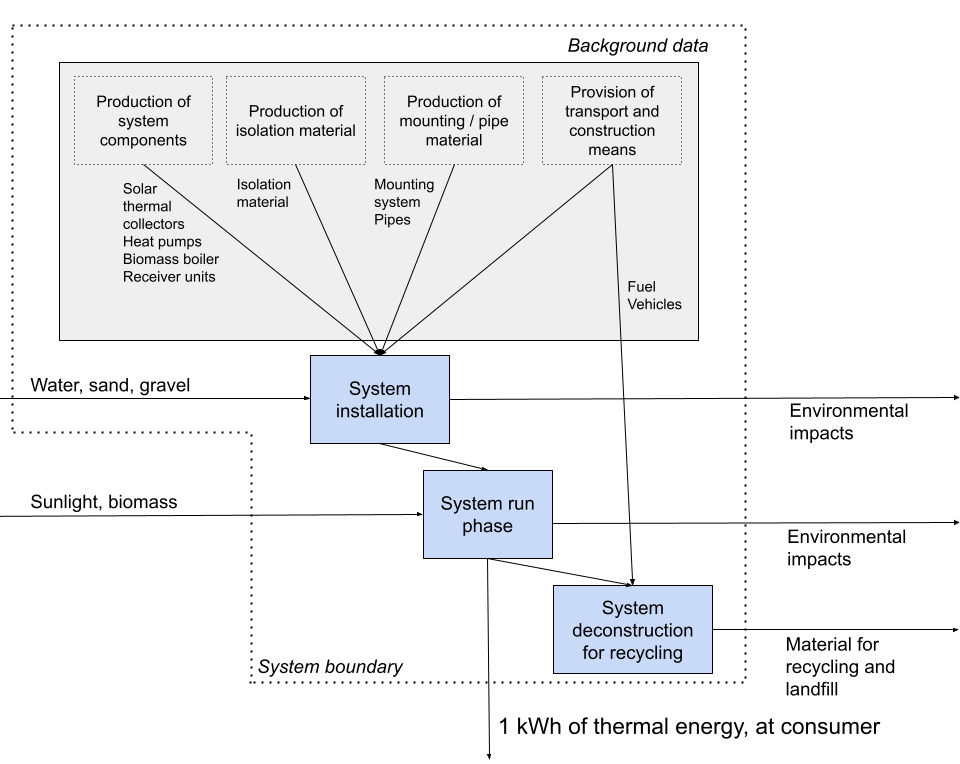 Background data
Production of
system
components
Production of
isolation material
Production of
mounting / pipe
material
Provision of
transport and
construction
means
Solar
thermal
collectors
Heat pumps
Biomass boiler
Receiver units
Isolation
material
Mounting
system
Pipes
Fuel
Vehicles
Water, sand, gravel
System
installation
Environmental
impacts
Sunlight, biomass
System run
phase
Environmental
impacts
System
deconstruction
for recycling
Material for
recycling and
landfill
System boundary
1 kWh of thermal energy, at consumer